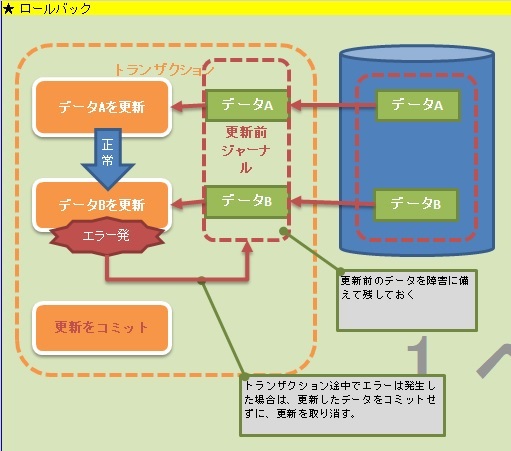 ★ ロールバック
トランザクション
データAを更新
データA
データA
更新前
ジャーナ
ル
正
常
データBを更新
データB
データB
エラー発
更新前のデータを障害に備
えて残しておく
更新をコミット
1 ペ
トランザクション途中でエラーは発生し
た場合は、更新したデータをコミットせ
ずに、更新を取り消す。